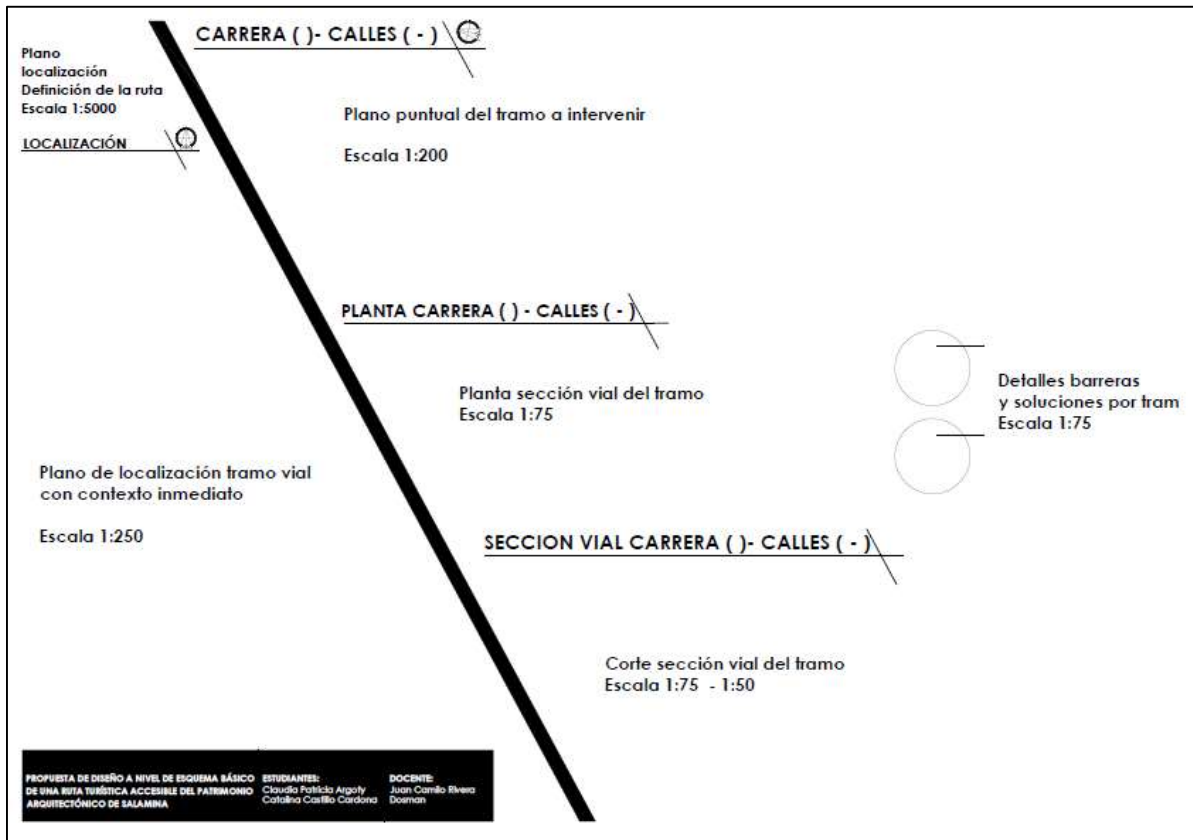 Plano
localización
Definición de la ruta
Escala 1:5000
LOCALIZACIÓN
CARRERA ( )- CALLES ( - )
Plano puntual del tramo a intervenir
Escala 1:200
PLANTA CARRERA ( ) - CALLES ( - )
Planta sección vial del tramo
Escala 1:75
Detalles barreras
y soluciones por tram
Escala 1:75
Plano de localización tramo vial
con contexto inmediato
Escala 1:250
SECCION VIAL CARRERA ( )- CALLES ( - )
Corte sección vial del tramo
Escala 1:75 - 1:50
PROPUESTA DE DISEÑO A NIVEL DE ESQUEMA BÁSICO
DE UNA RUTA TURÍSTICA ACCESIBLE DEL PATRIMONIO
ARQUITECTÓNICO DE SALAMINA
ESTUDIANTES:
Claudia Patricia Argoty
Catalina Castillo Cardona
DOCENTE:
Juan Camilo Rivera
Dosman